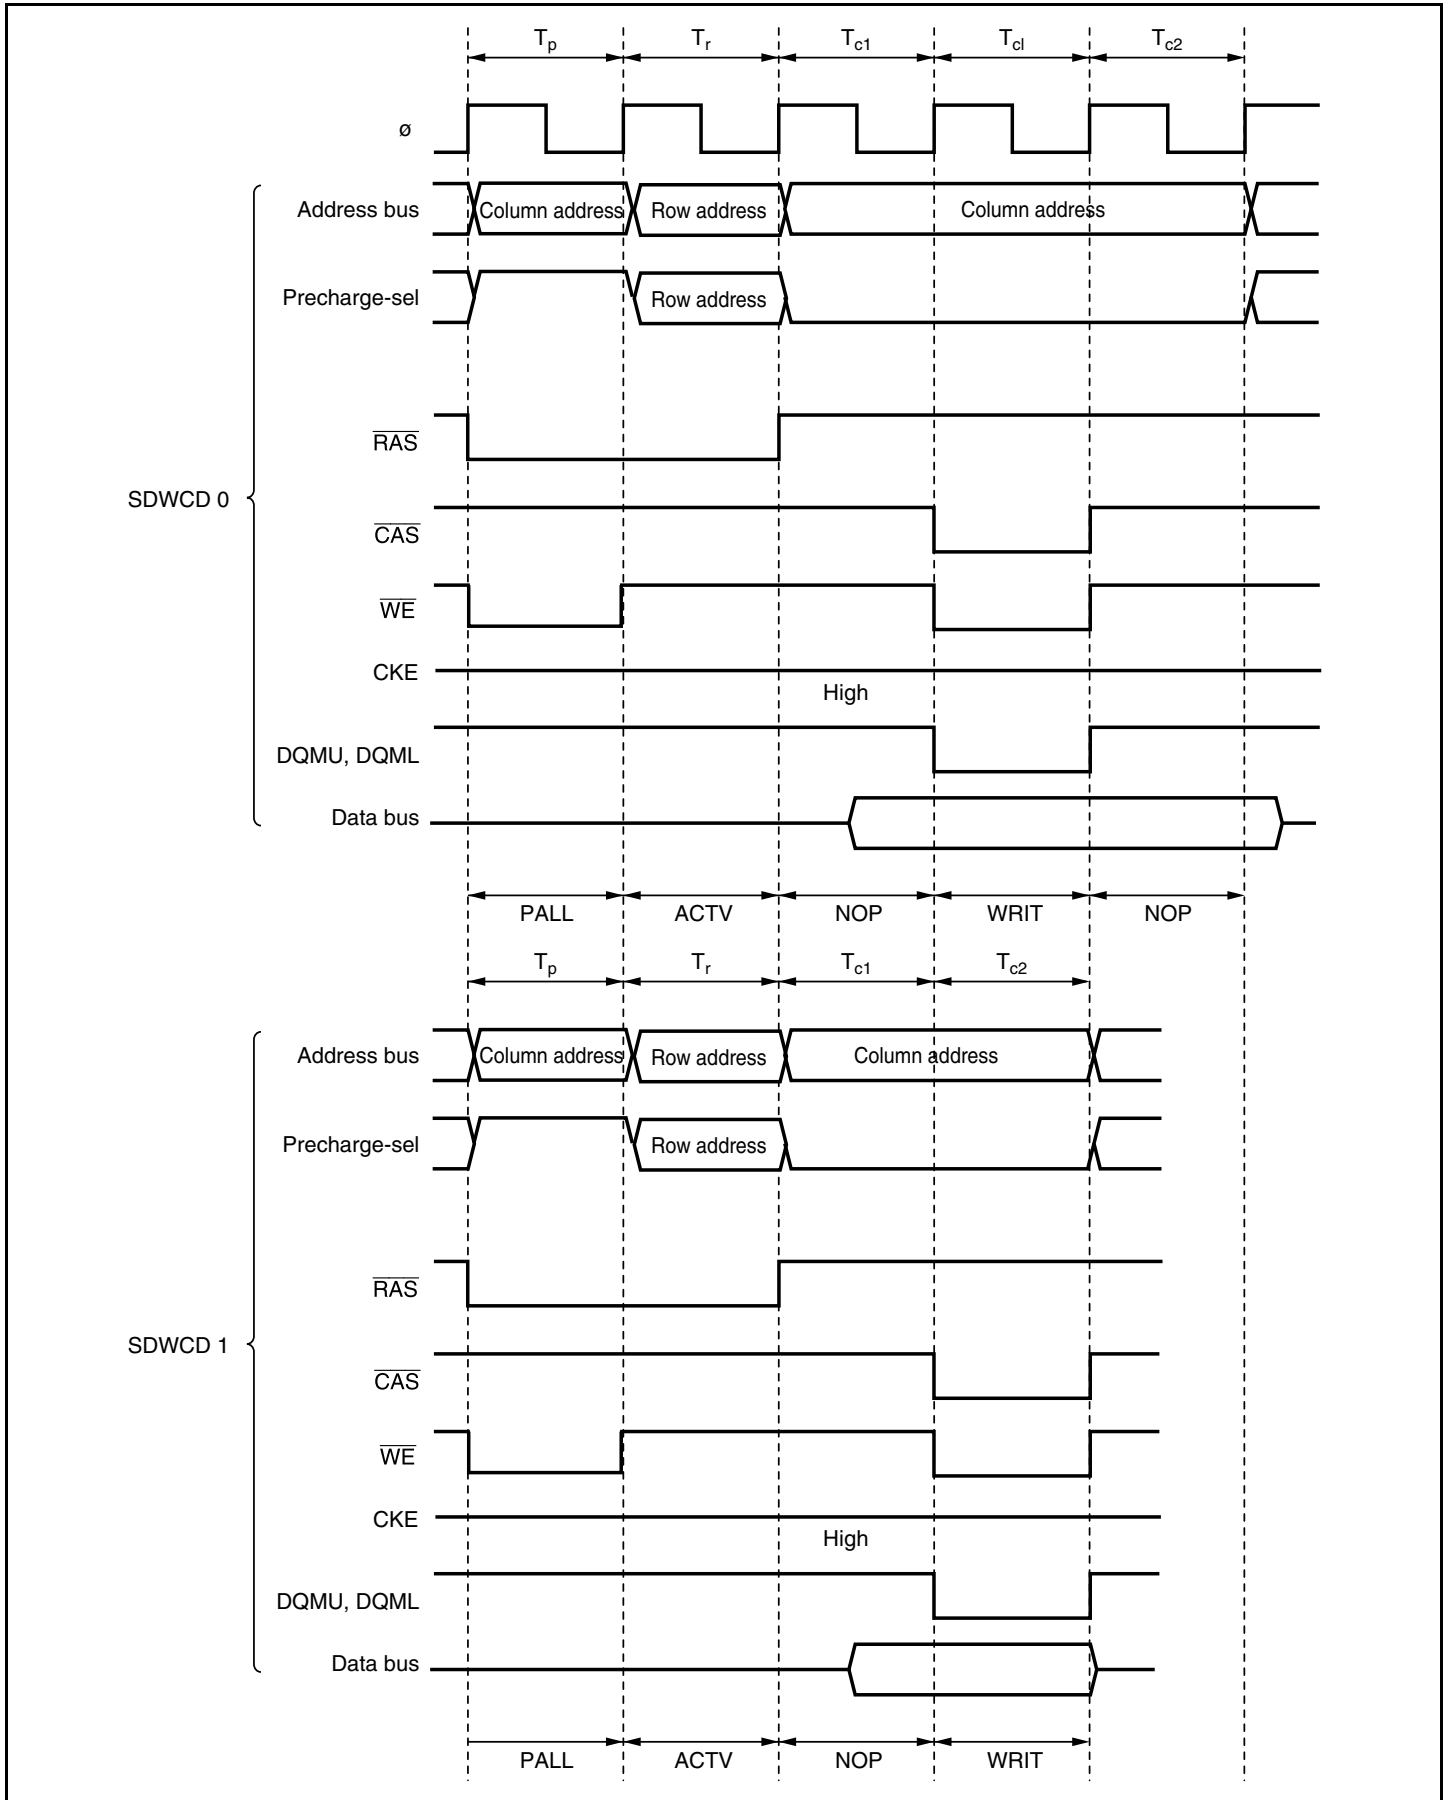 Tp Tr Tc1 Tcl Tc2
ø
Address bus Column address Row address Column address
Precharge-sel Row address
RAS
SDWCD 0
CAS
WE
CKE
High
DQMU, DQML
Data bus
PALL ACTV NOP WRIT NOP
Tp Tr Tc1 Tc2
Address bus Column address Row address Column address
Precharge-sel Row address
RAS
SDWCD 1
CAS
WE
CKE
High
DQMU, DQML
Data bus
PALL ACTV NOP WRIT